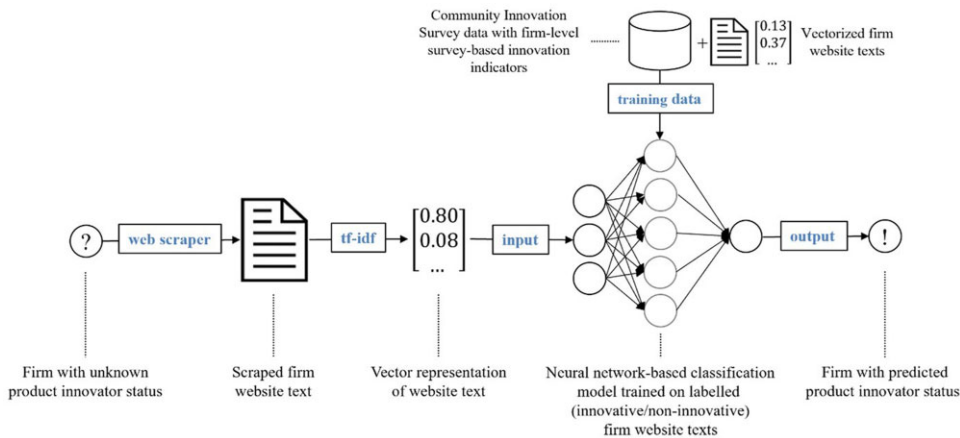 Community Innovation
Survey data with firm-level
survey-based innovation
indicators
+
0.13
0.37
...
Vectorized firm
website texts
training data
?
web scraper
tf-idf
0.80
0.08
...
input
output
!
Firm with unknown
product innovator status
Scraped firm
website text
Vector representation
of website text
Neural network-based classification
model trained on labelled
(innovative/non-innovative)
firm website texts
Firm with predicted
product innovator status